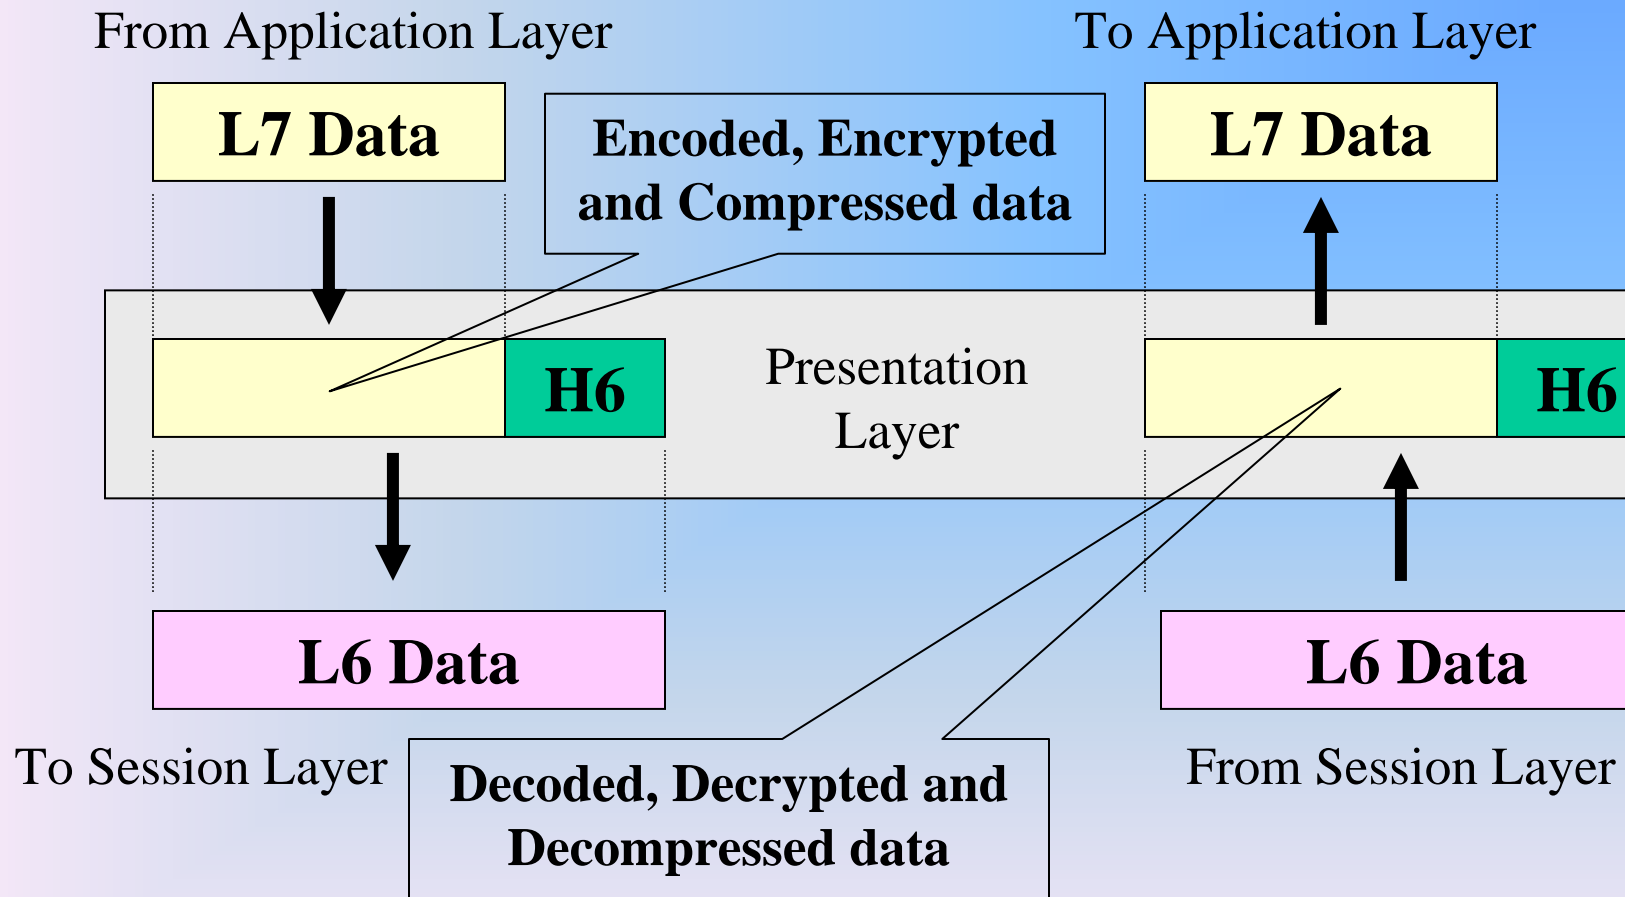 From Application Layer
To Application Layer
L7 Data
Encoded, Encrypted
and Compressed data
L7 Data
H6
Presentation
Layer
H6
L6 Data
L6 Data
To Session Layer
From Session Layer
Decoded, Decrypted and
Decompressed data